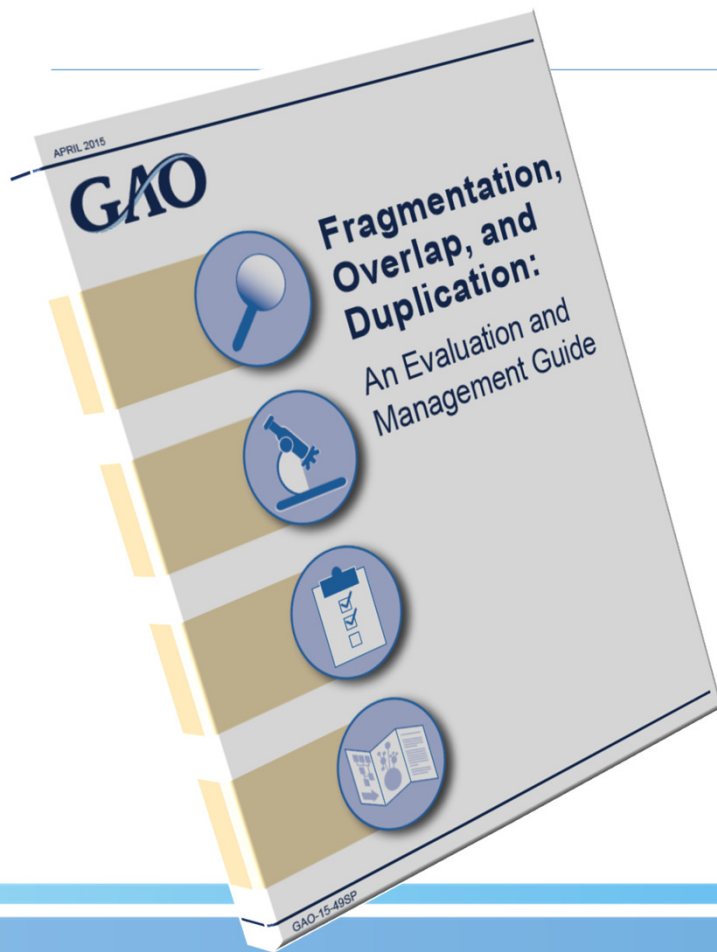 APRIL 2015
GAO
Fragmentation,
Overlap, and
Duplication:
An Evaluation and
Management Guide
GAO-15-49SP